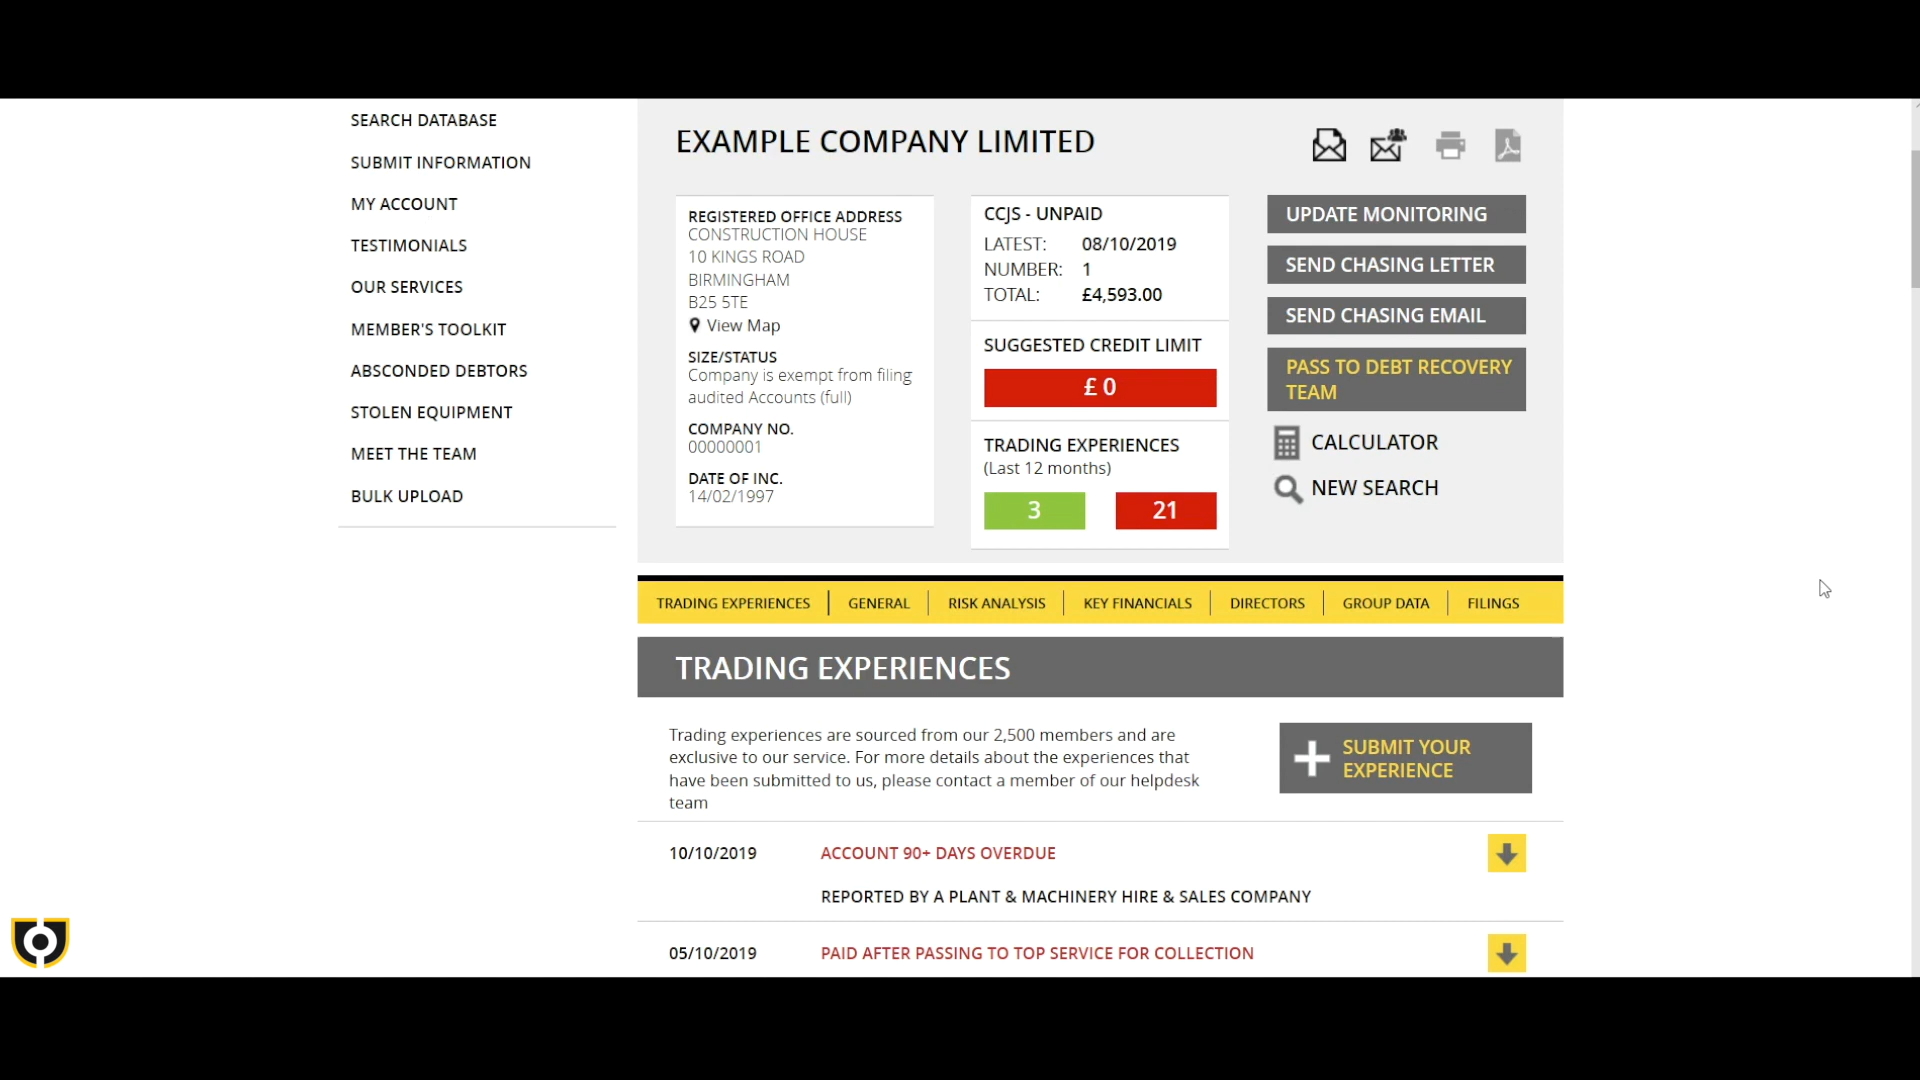 SEARCH DATABASE
SUBMIT INFORMATION
MY ACCOUNT
TESTIMONIALS
OUR SERVICES
MEMBER'S TOOLKIT
ABSCONDED DEBTORS
STOLEN EQUIPMENT
MEET THE TEAM
BULK UPLOAD
EXAMPLE COMPANY LIMITED
REGISTERED OFFICE ADDRESS
CONSTRUCTION HOUSE
10 KINGS ROAD
BIRMINGHAM
B25 5TE
View Map
SIZE/STATUS
Company is exempt from filing
audited Accounts (full)
COMPANY NO.
00000001
DATE OF INC.
14/02/1997
CCJS - UNPAID
LATEST: 08/10/2019
NUMBER: 1
TOTAL: £4,593.00
SUGGESTED CREDIT LIMIT
£ 0
TRADING EXPERIENCES
(Last 12 months)
3 21
UPDATE MONITORING
SEND CHASING LETTER
SEND CHASING EMAIL
PASS TO DEBT RECOVERY
TEAM
CALCULATOR
NEW SEARCH
TRADING EXPERIENCES GENERAL RISK ANALYSIS KEY FINANCIALS DIRECTORS GROUP DATA FILINGS
TRADING EXPERIENCES
Trading experiences are sourced from our 2,500 members and are
exclusive to our service. For more details about the experiences that
have been submitted to us, please contact a member of our helpdesk
team
SUBMIT YOUR
EXPERIENCE
10/10/2019 ACCOUNT 90+ DAYS OVERDUE
REPORTED BY A PLANT & MACHINERY HIRE & SALES COMPANY
05/10/2019 PAID AFTER PASSING TO TOP SERVICE FOR COLLECTION